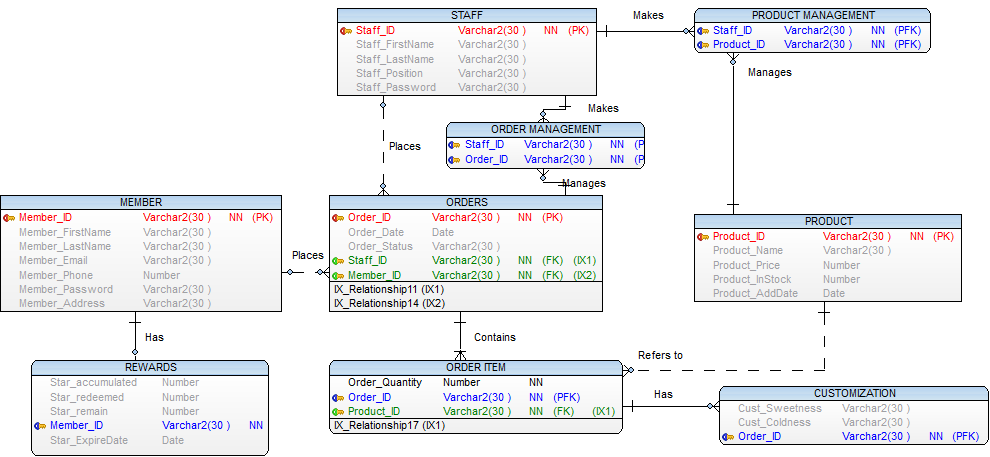 STAFF
Staff_ID Varchar2(30 ) NN (PK)
Staff_FirstName Varchar2(30 )
Staff_LastName Varchar2(30 )
Staff_Position Varchar2(30 )
Staff_Password Varchar2(30 )
Makes
PRODUCT MANAGEMENT
Staff_ID Varchar2(30 ) NN (PFK)
Product_ID Varchar2(30 ) NN (PFK)
Manages
Makes
ORDER MANAGEMENT
Staff_ID Varchar2(30 ) NN (P
Order_ID Varchar2(30 ) NN (P
Places
Manages
MEMBER
Member_ID Varchar2(30 ) NN (PK)
Member_FirstName Varchar2(30 )
Member_LastName Varchar2(30 )
Member_Email Varchar2(30 )
Member_Phone Number
Member_Password Varchar2(30 )
Member_Address Varchar2(30 )
Places
ORDERS
Order_ID Varchar2(30 ) NN (PK)
Order_Date Date
Order_Status Varchar2(30 )
Staff_ID Varchar2(30 ) NN (FK) (IX1)
Member_ID Varchar2(30 ) NN (FK) (IX2)
IX_Relationship11 (IX1)
IX_Relationship14 (IX2)
PRODUCT
Product_ID Varchar2(30 ) NN (PK)
Product_Name Varchar2(30 )
Product_Price Number
Product_InStock Number
Product_AddDate Date
Has
Contains
Refers to
REWARDS
Star_accumulated Number
Star_redeemed Number
Star_remain Number
Member_ID Varchar2(30 ) NN
Star_ExpireDate Date
ORDER ITEM
Order_Quantity Number NN
Order_ID Varchar2(30 ) NN (PFK)
Product_ID Varchar2(30 ) NN (FK) (IX1)
IX_Relationship17 (IX1)
Has
CUSTOMIZATION
Cust_Sweetness Varchar2(30 )
Cust_Coldness Varchar2(30 )
Order_ID Varchar2(30 ) NN (PFK)